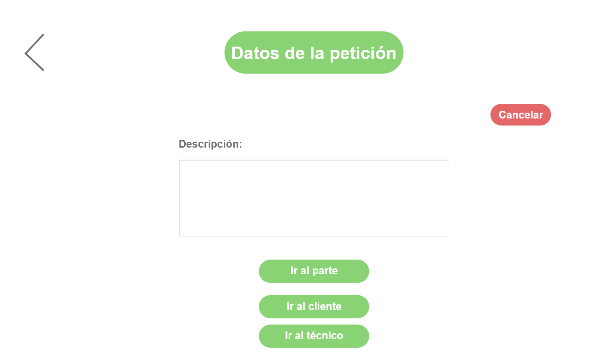 Datos de la petición
Cancelar
Descripción:
Ir al parte
Ir al cliente
Ir al técnico